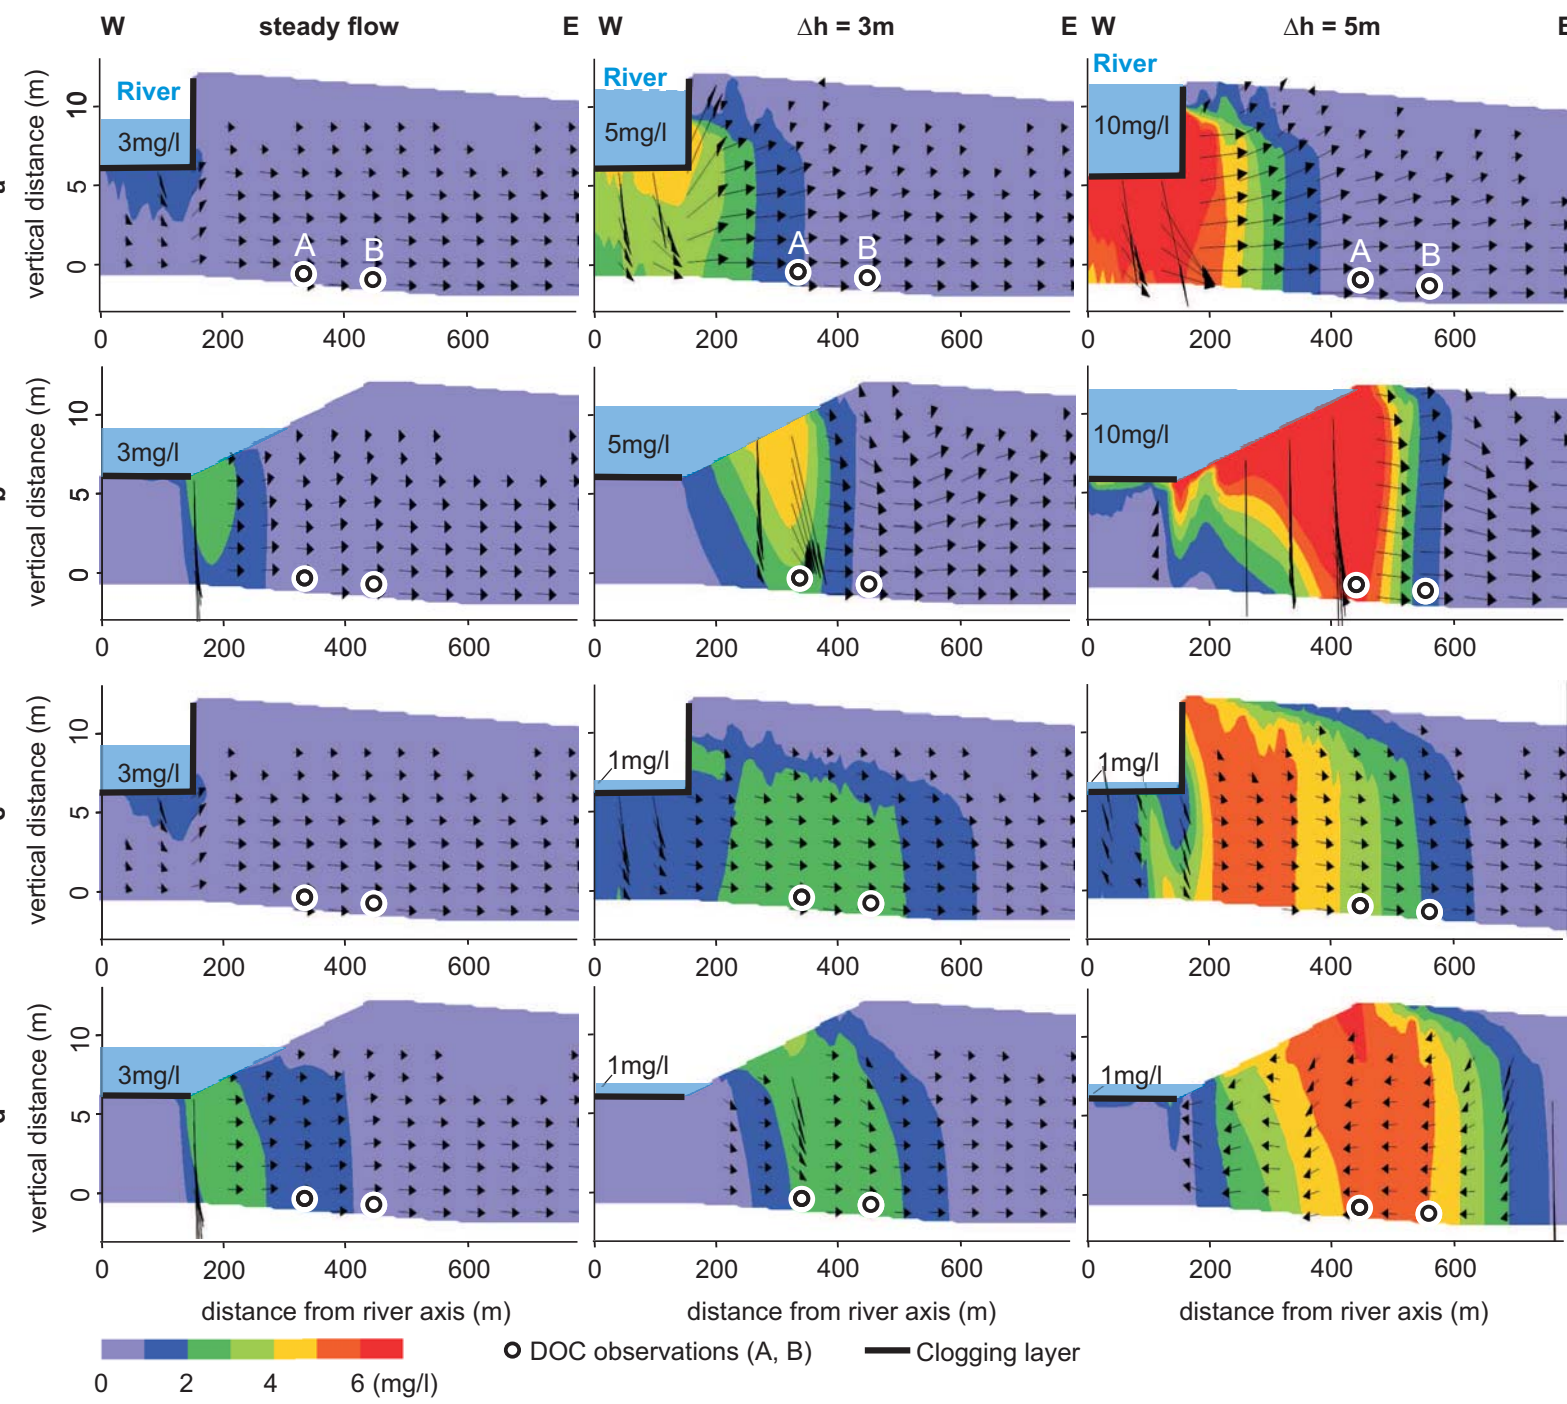 W steady flow E W Δh = 3m E W Δh = 5m
River River River
vertical distance (m) 10 5 0 3mg/l 5mg/l 10mg/l
A B A B A B
0 200 400 600 0 200 400 600 0 200 400 600
vertical distance (m) 10 5 0 3mg/l 5mg/l 10mg/l
0 200 400 600 0 200 400 600 0 200 400 600
vertical distance (m) 10 5 0 3mg/l 1mg/l 1mg/l
0 200 400 600 0 200 400 600 0 200 400 600
vertical distance (m) 10 5 0 3mg/l 1mg/l 1mg/l
0 200 400 600 0 200 400 600 0 200 400 600
distance from river axis (m) distance from river axis (m) distance from river axis (m)
DOC observations (A, B) Clogging layer
0 2 4 6 (mg/l)